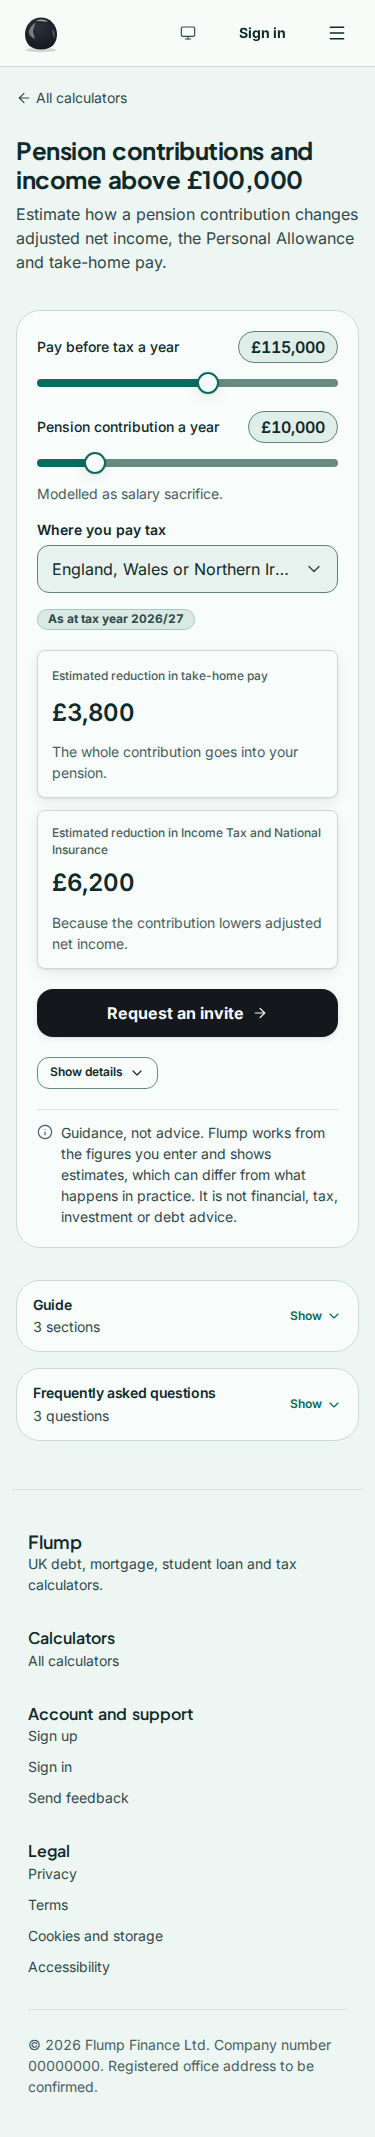 Sign in
All calculators
Pension contributions and
income above £100,000
Estimate how a pension contribution changes
adjusted net income, the Personal Allowance
and take-home pay.
Pay before tax a year
£115,000
Pension contribution a year
£10,000
Modelled as salary sacrifice.
Where you pay tax
England, Wales or Northern Ir...
As at tax year 2026/27
Estimated reduction in take-home pay
£3,800
The whole contribution goes into your
pension.
Estimated reduction in Income Tax and National
Insurance
£6,200
Because the contribution lowers adjusted
net income.
Request an invite
Show details
Guidance, not advice. Flump works from
the figures you enter and shows
estimates, which can differ from what
happens in practice. It is not financial, tax,
investment or debt advice.
Guide
3 sections
Show
Frequently asked questions
3 questions
Show
Flump
UK debt, mortgage, student loan and tax
calculators.
Calculators
All calculators
Account and support
Sign up
Sign in
Send feedback
Legal
Privacy
Terms
Cookies and storage
Accessibility
© 2026 Flump Finance Ltd. Company number
00000000. Registered office address to be
confirmed.